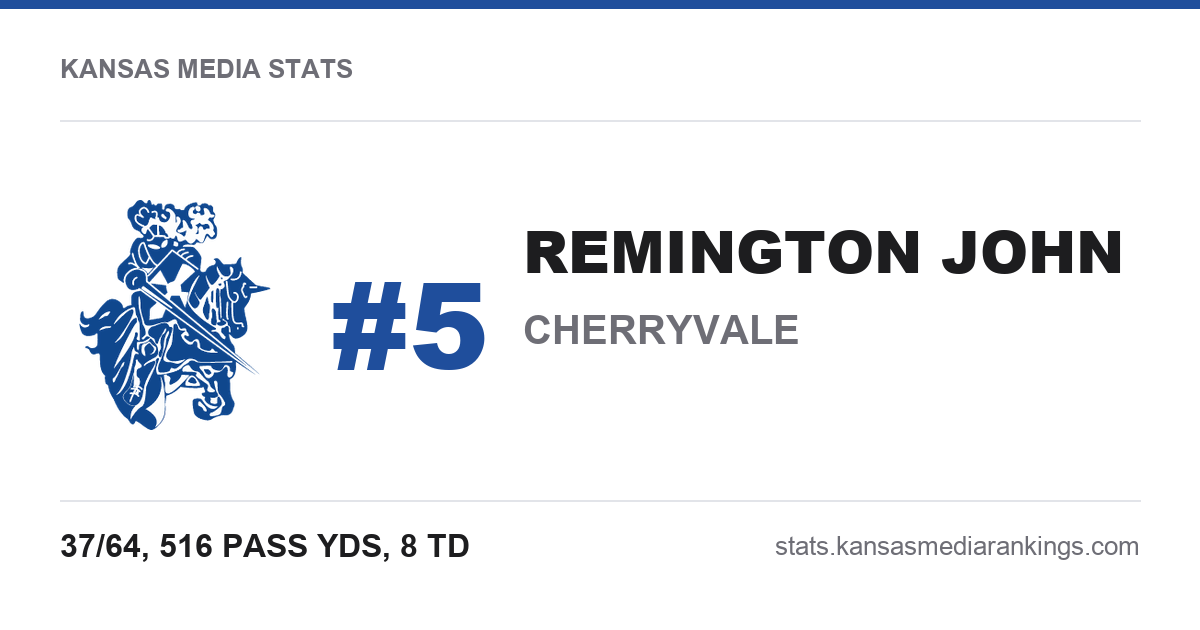 KANSAS MEDIA STATS
#5
REMINGTON JOHN
CHERRYVALE
37/64, 516 PASS YDS, 8 TD
stats.kansasmediarankings.com